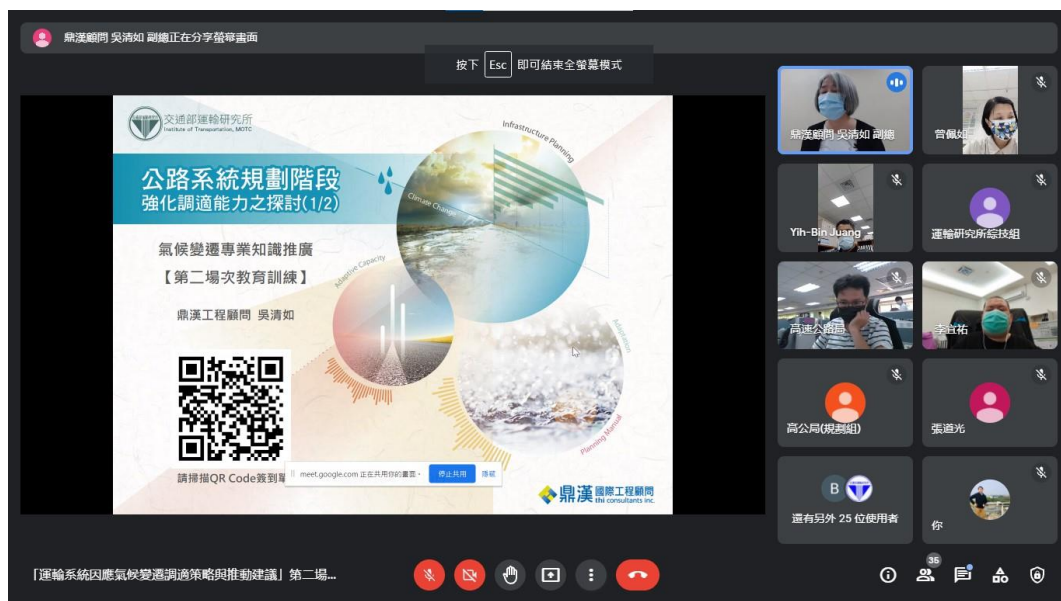 鼎漢顧問 吳清如 副總正在分享螢幕畫面
按下 Esc 即可結束全螢幕模式
交通部運輸研究所
Institute of Transportation, MOTC
Infrastructure Planning
公路系統規劃階段
強化調適能力之探討(1/2)
Climate Change
氣候變遷專業知識推廣
Adaptive Capacity
【第二場次教育訓練】
鼎漢工程顧問 吳清如
Adaptation
Planning Manual
請掃描QR Code簽到
meet.google.com 正在共用你的畫面。
停止共用
隱藏
鼎漢 國際工程顧問
thi consultants inc.
鼎漢顧問 吳清如 副總
曾佩如
Yih-Bin Juang
運輸研究所綜技組
高速公路局
李宜祐
高公局(規劃組)
張道光
B
還有另外 25 位使用者
你
「運輸系統因應氣候變遷調適策略與推動建議」第二場...
35